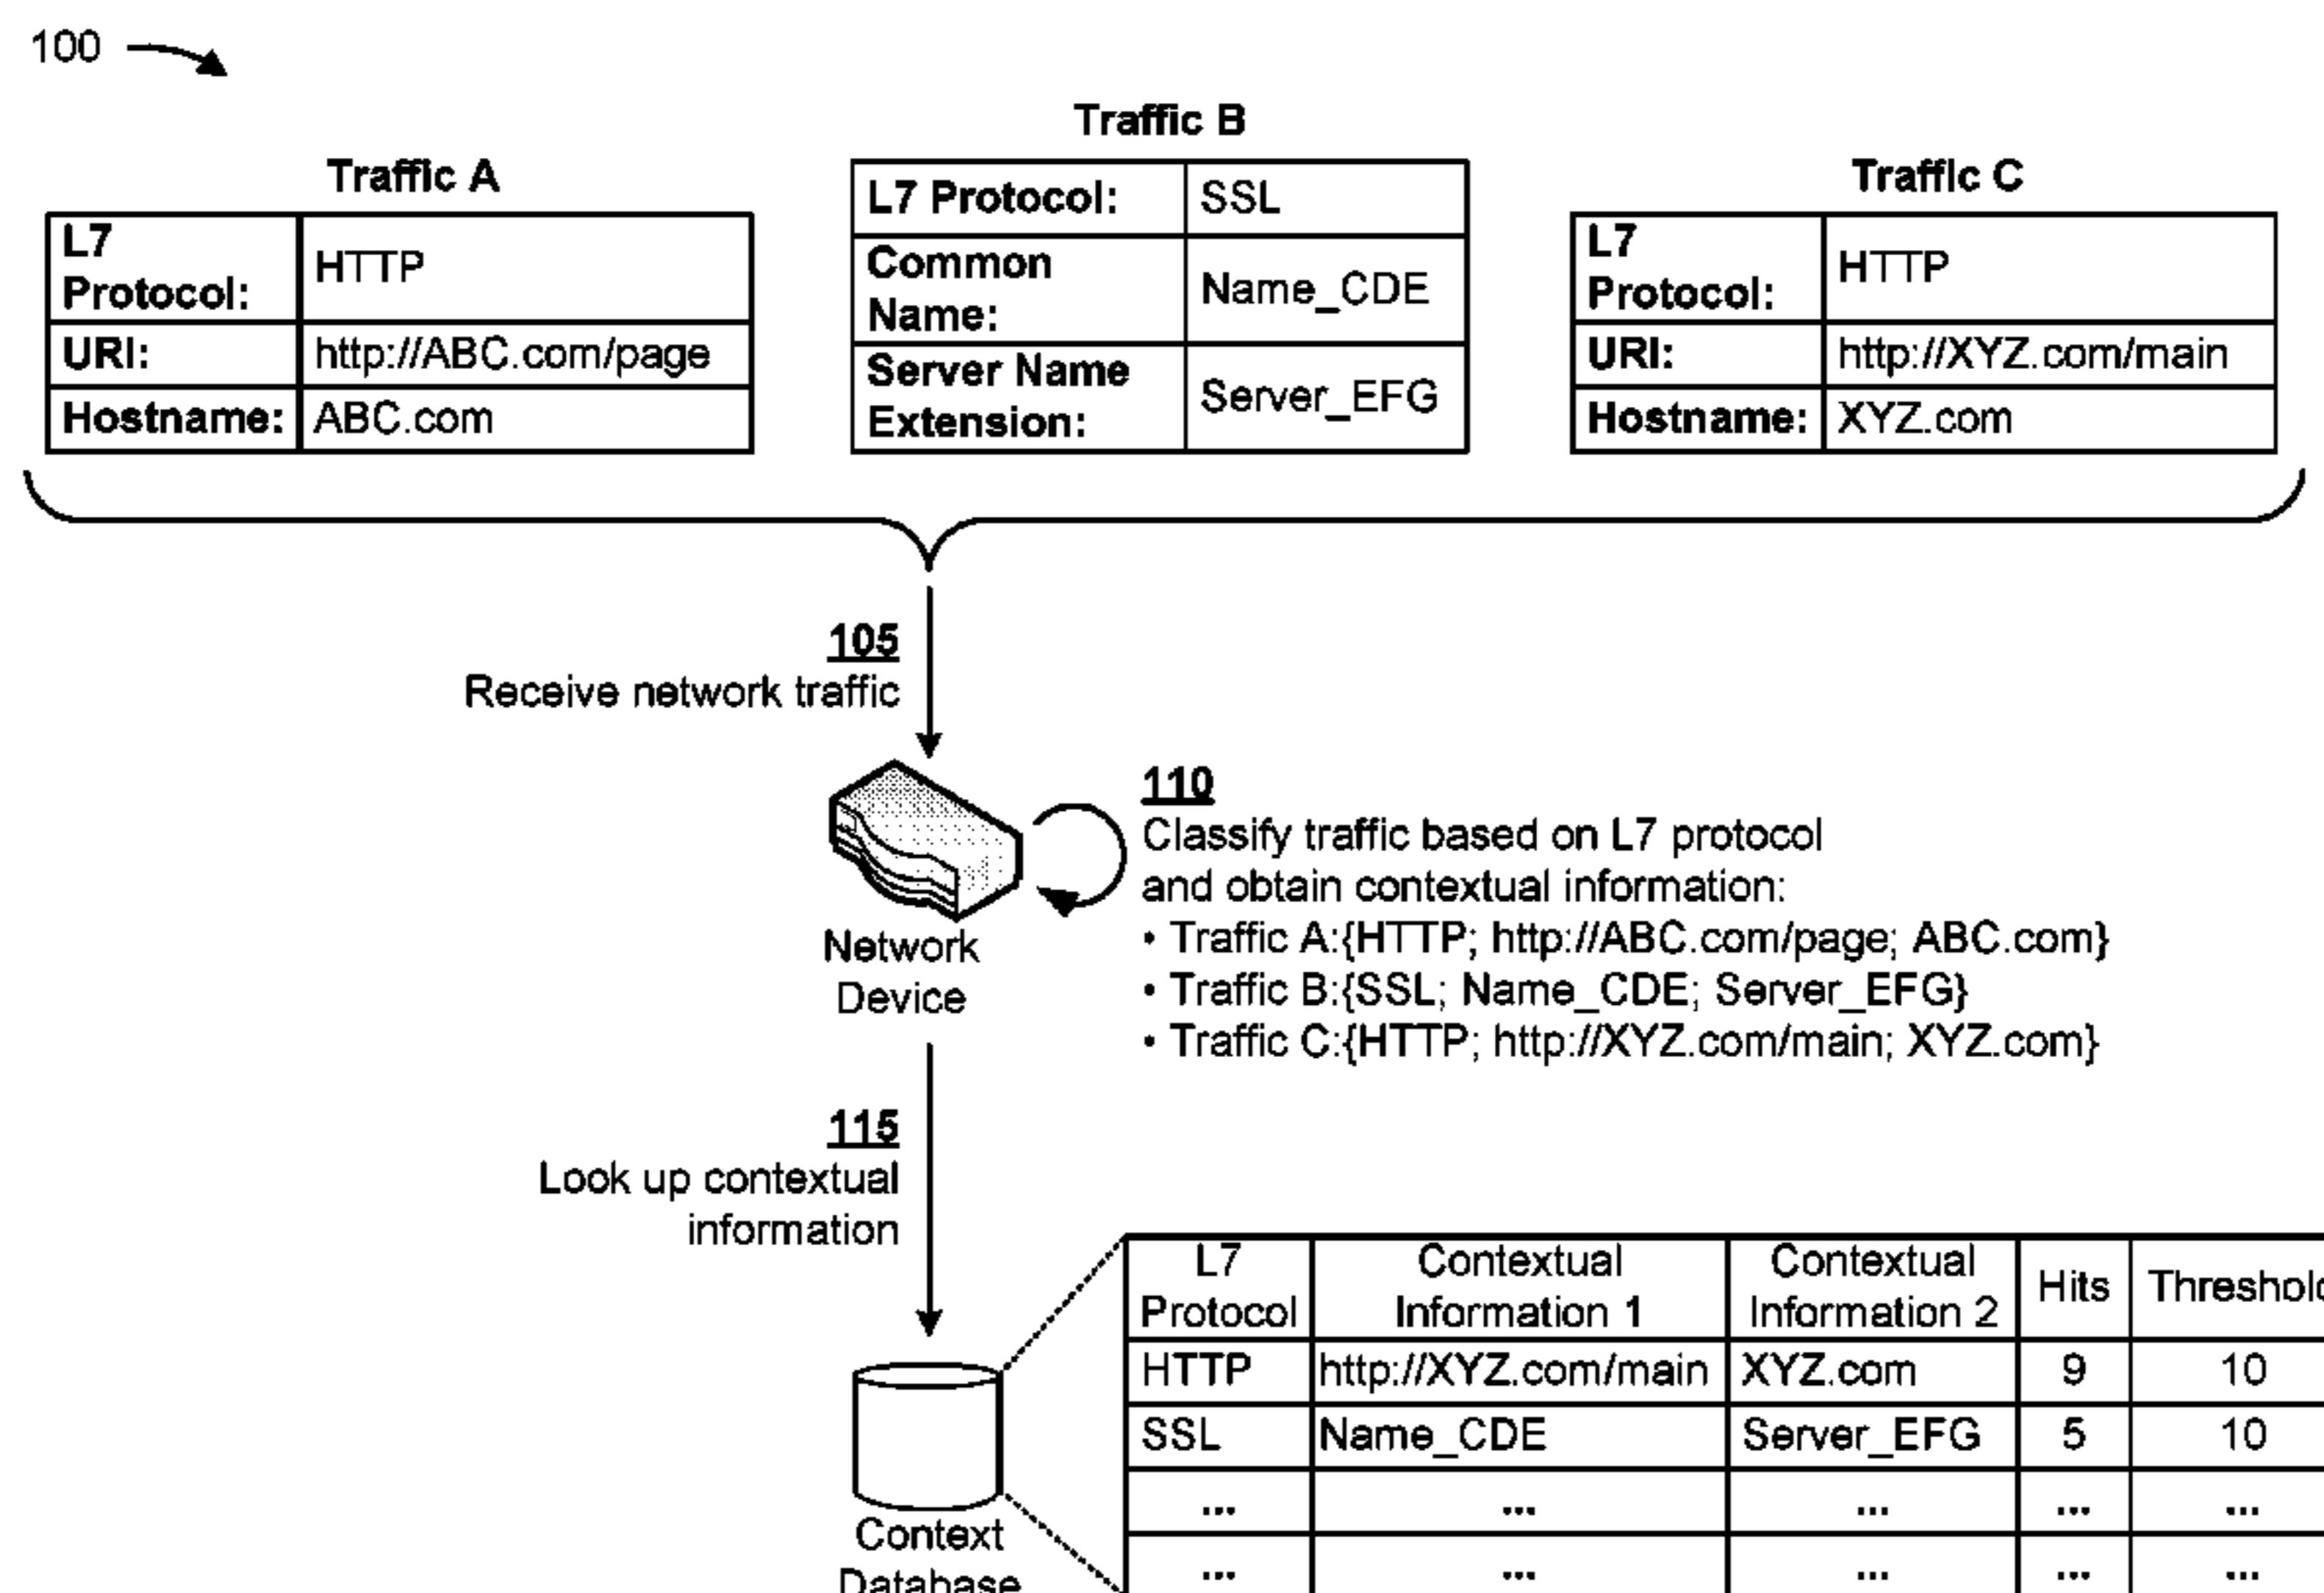 100
Traffic A
L7 Protocol: HTTP
URI: http://ABC.com/page
Hostname: ABC.com
Traffic B
L7 Protocol: SSL
Common Name: Name_CDE
Server Name Extension: Server_EFG
Traffic C
L7 Protocol: HTTP
URI: http://XYZ.com/main
Hostname: XYZ.com
105
Receive network traffic
Network
Device
110
Classify traffic based on L7 protocol
and obtain contextual information:
• Traffic A:{HTTP; http://ABC.com/page; ABC.com}
• Traffic B:{SSL; Name_CDE; Server_EFG}
• Traffic C:{HTTP; http://XYZ.com/main; XYZ.com}
115
Look up contextual
information
Context
Database
L7 Protocol Contextual Information 1 Contextual Information 2 Hits Threshold
HTTP http://XYZ.com/main XYZ.com 9 10
SSL Name_CDE Server_EFG 5 10
... ... ... ... ...
... ... ... ... ...